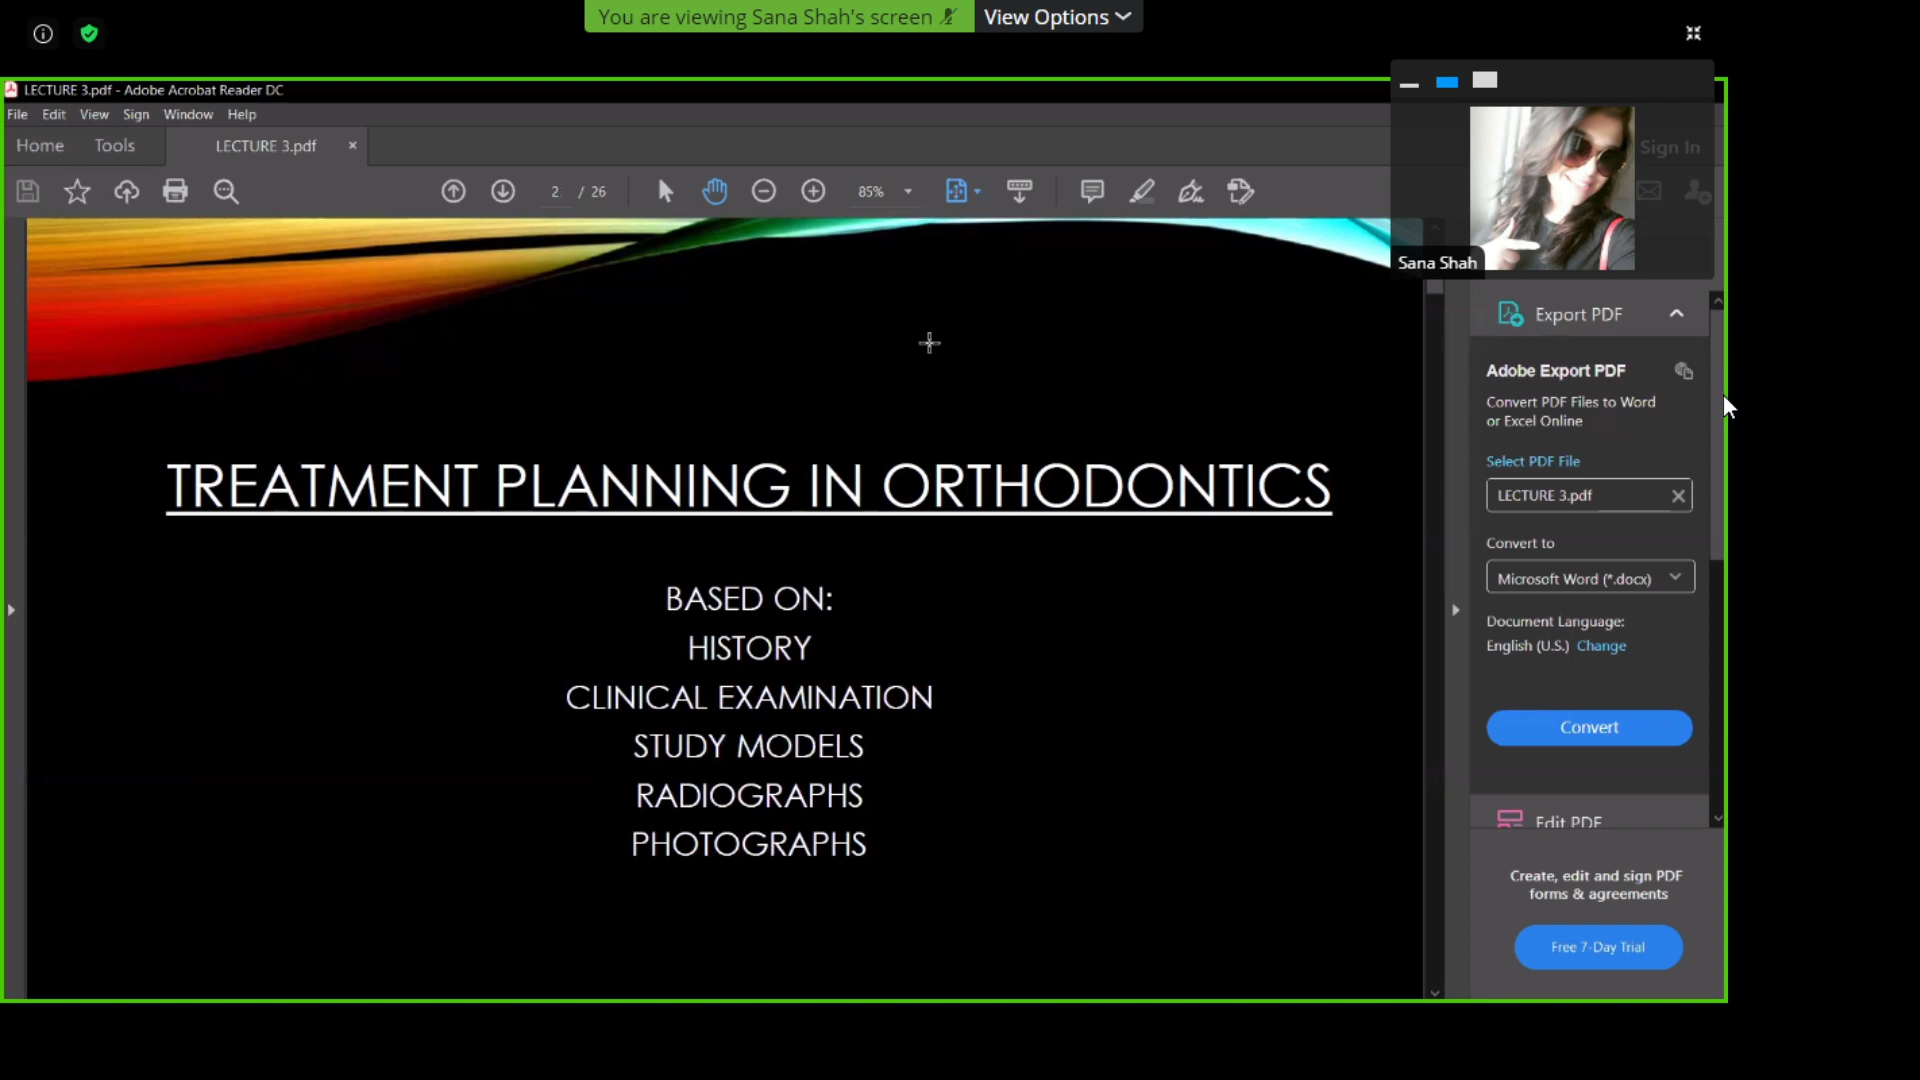 You are viewing Sana Shah's screen
View Options
LECTURE 3.pdf - Adobe Acrobat Reader DC
File Edit View Sign Window Help
Home Tools LECTURE 3.pdf ×
Sign In
2 / 26
85%
Sana Shah
TREATMENT PLANNING IN ORTHODONTICS
BASED ON:
HISTORY
CLINICAL EXAMINATION
STUDY MODELS
RADIOGRAPHS
PHOTOGRAPHS
Export PDF
Adobe Export PDF
Convert PDF Files to Word
or Excel Online
Select PDF File
LECTURE 3.pdf
Convert to
Microsoft Word (*.docx)
Document Language:
English (U.S.) Change
Convert
Edit PDF
Create, edit and sign PDF
forms & agreements
Free 7-Day Trial